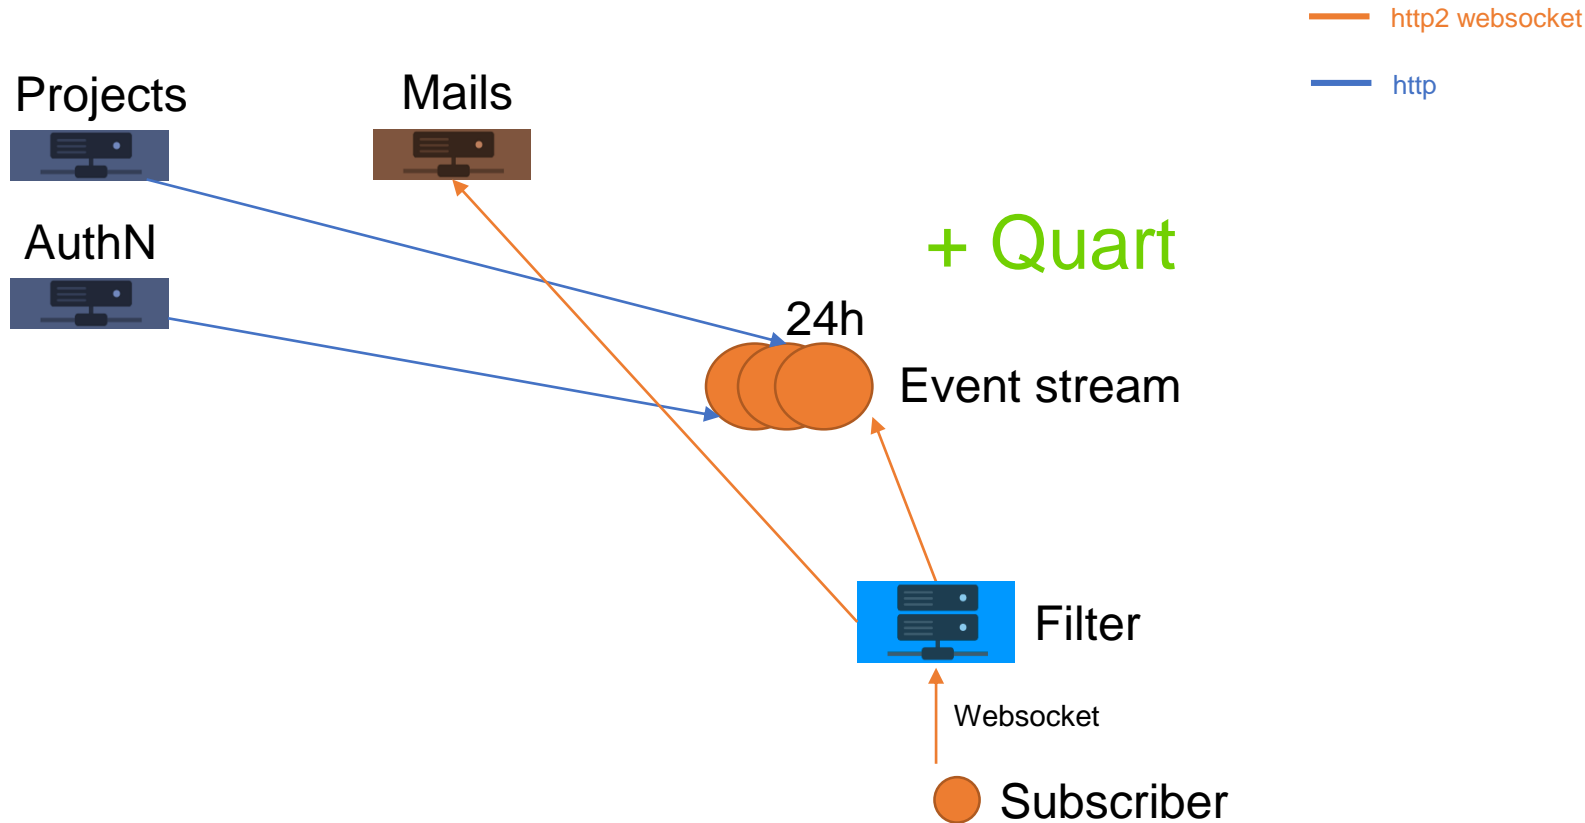 http2 websocket
http
Projects
Mails
AuthN
+ Quart
24h
Event stream
Filter
Websocket
Subscriber